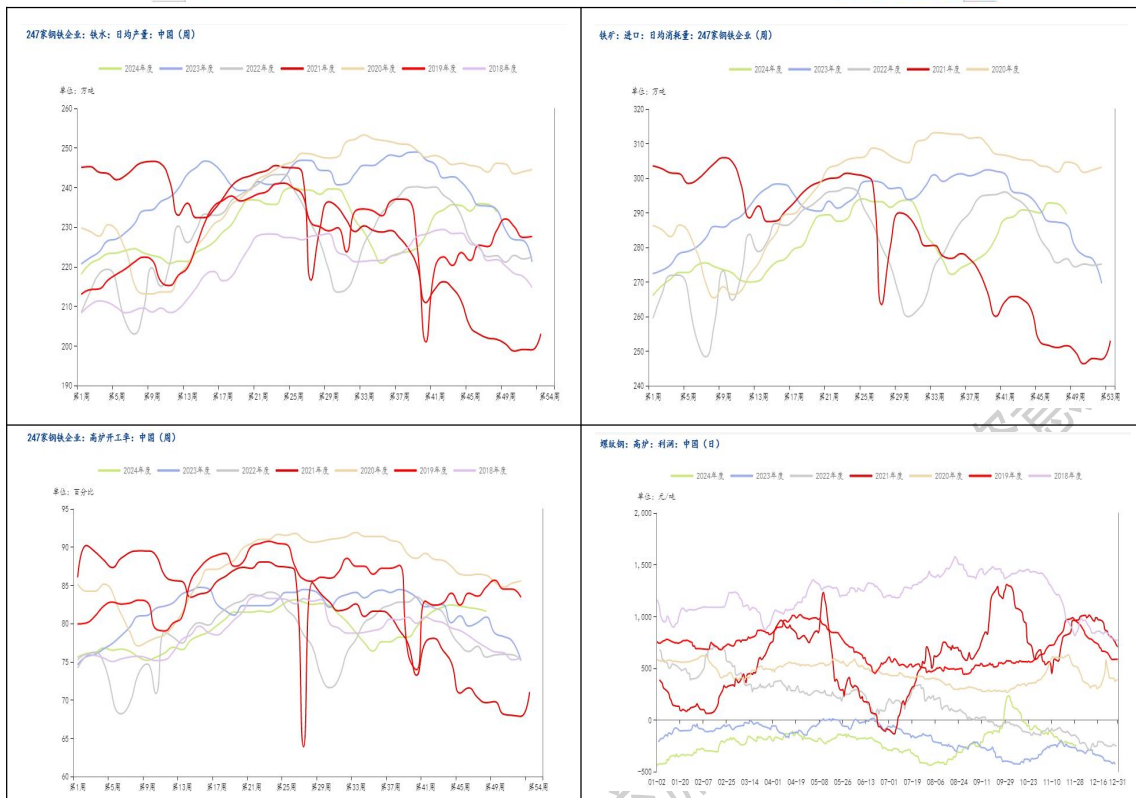 247家钢铁企业：铁水：日均产量：中国（周）
2024年度 2023年度 2022年度 2021年度 2020年度 2019年度 2018年度
单位：万吨
260
250
240
230
220
210
200
190
第1周 第5周 第9周 第13周 第17周 第21周 第25周 第29周 第33周 第37周 第41周 第45周 第49周 第54周
铁矿：进口：日均消耗量：247家钢铁企业（周）
2024年度 2023年度 2022年度 2021年度 2020年度
单位：万吨
320
310
300
290
280
270
260
250
240
第1周 第5周 第9周 第13周 第17周 第21周 第25周 第29周 第33周 第37周 第41周 第45周 第49周 第53周
247家钢铁企业：高炉开工率：中国（周）
2024年度 2023年度 2022年度 2021年度 2020年度 2019年度 2018年度
单位：百分比
95
90
85
80
75
70
65
60
第1周 第5周 第9周 第13周 第17周 第21周 第25周 第29周 第33周 第37周 第41周 第45周 第49周 第54周
螺纹钢：高炉：利润：中国（日）
2024年度 2023年度 2022年度 2021年度 2020年度 2019年度 2018年度
单位：元/吨
2,000
1,500
1,000
500
0
-500
01-02 01-20 02-07 02-25 03-14 04-01 04-19 05-08 05-26 06-13 07-01 07-19 08-06 08-24 09-11 09-29 10-23 11-10 11-28 12-16 12-31